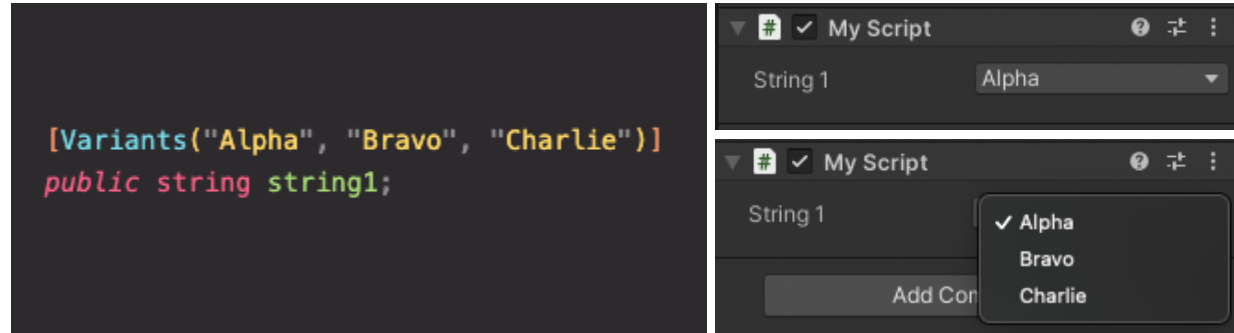 [Variants("Alpha", "Bravo", "Charlie")]
public string string1;
# My Script
String 1 Alpha
# My Script
String 1
Alpha
Bravo
Charlie
Add Con